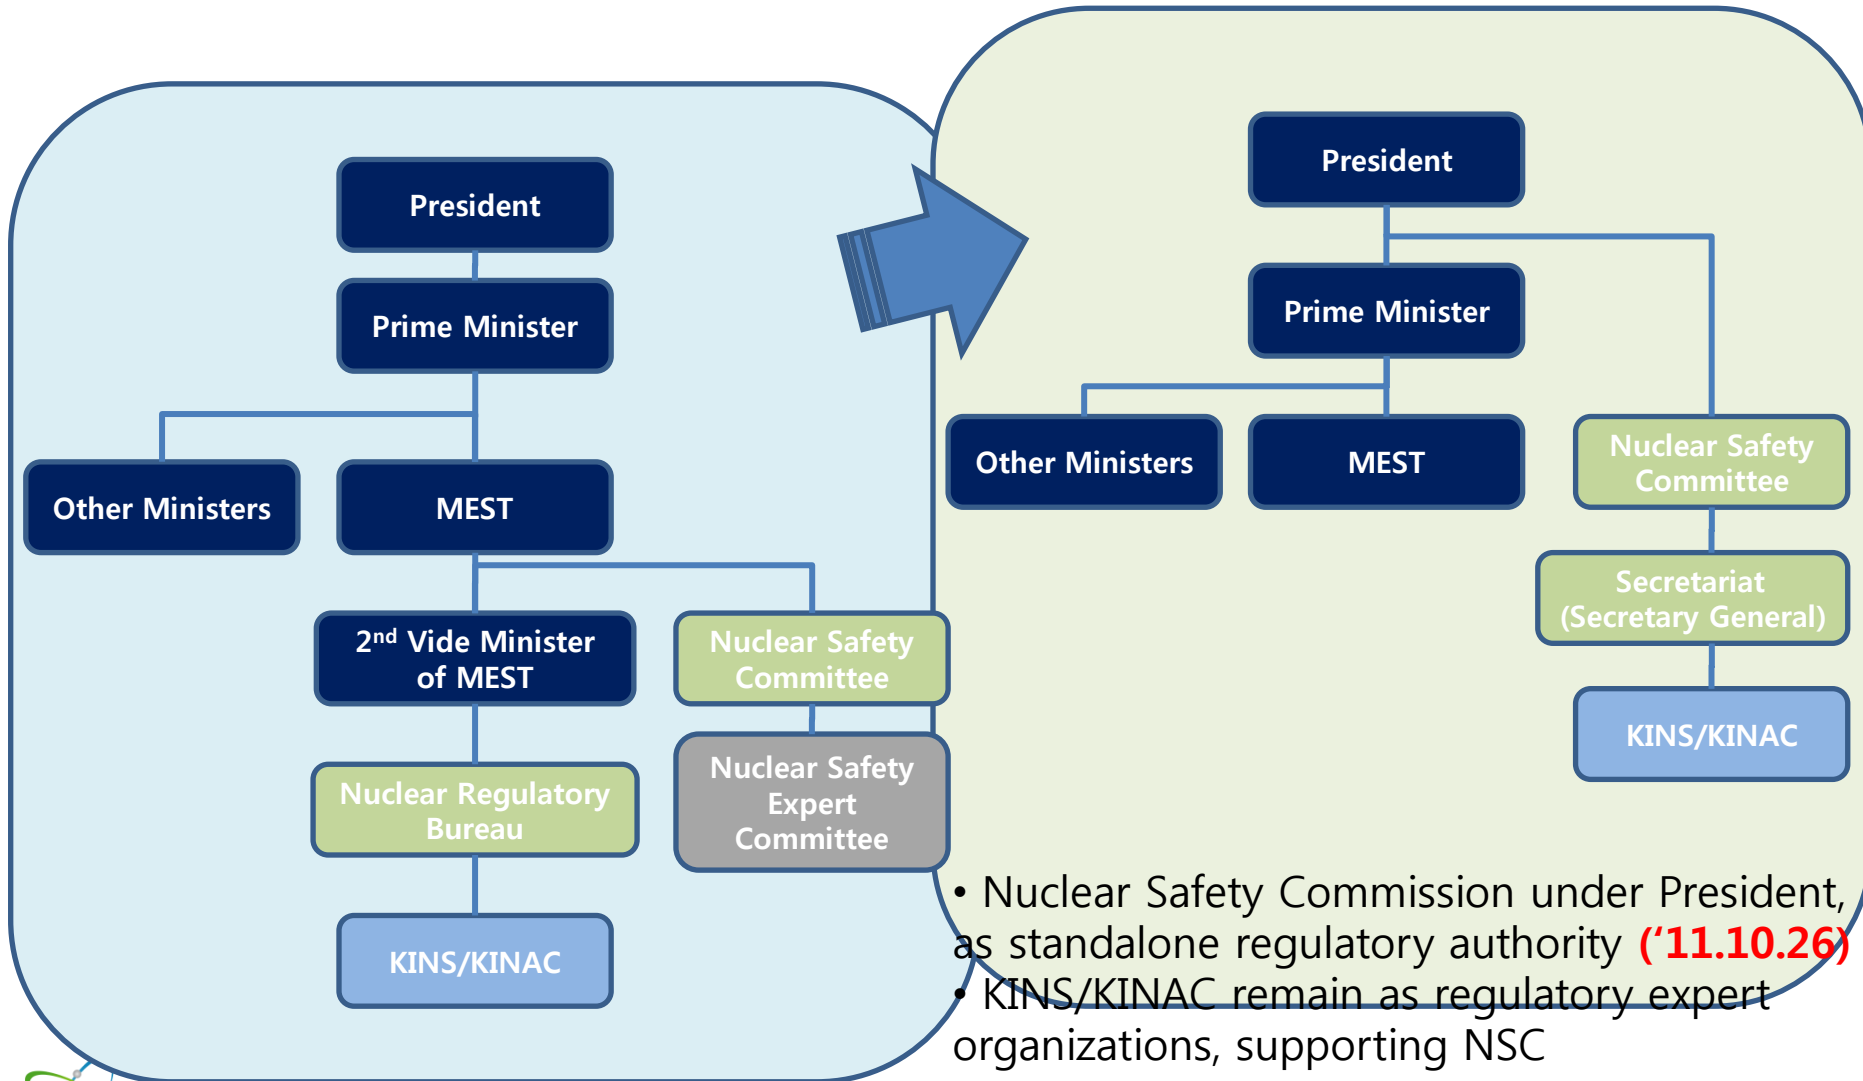 President
Prime Minister
Other Ministers
MEST
2nd Vide Minister
of MEST
Nuclear Safety
Committee
Nuclear Regulatory
Bureau
Nuclear Safety
Expert
Committee
KINS/KINAC
President
Prime Minister
Other Ministers
MEST
Nuclear Safety
Committee
Secretariat
(Secretary General)
KINS/KINAC
• Nuclear Safety Commission under President,
as standalone regulatory authority (‘11.10.26)
• KINS/KINAC remain as regulatory expert
organizations, supporting NSC